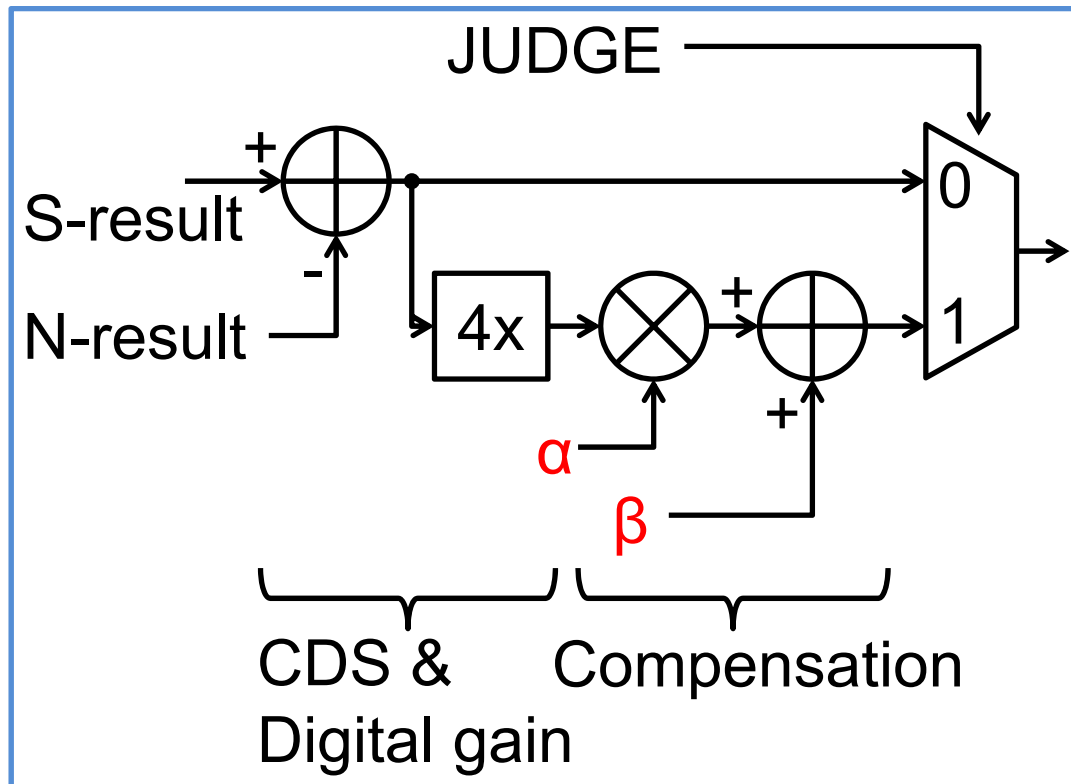 JUDGE
+
0
S-result
-
N-result
4x
+
1
+
α
β
CDS &
Digital gain
Compensation